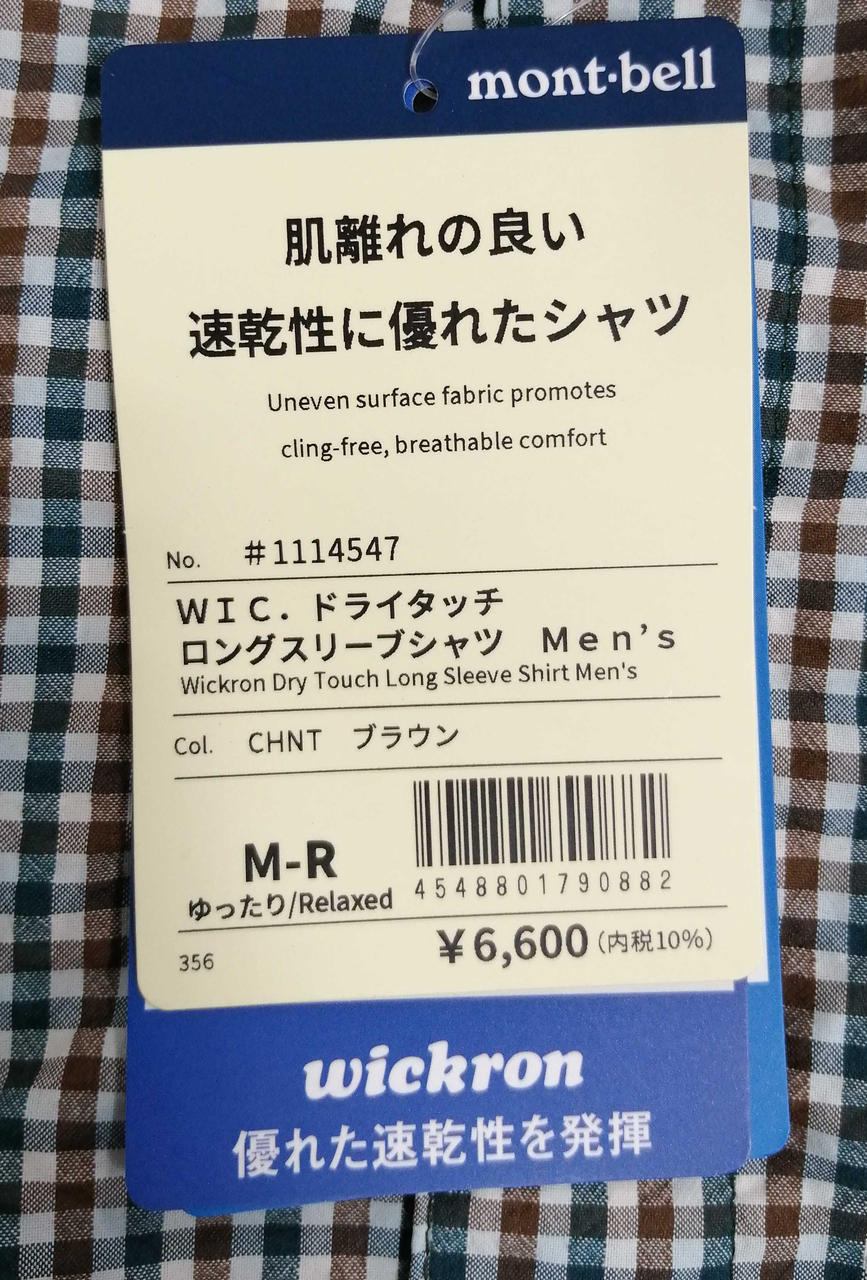 mont·bell
肌離れの良い
速乾性に優れたシャツ
Uneven surface fabric promotes
cling-free, breathable comfort
No. #1114547
ＷＩＣ．ドライタッチ
ロングスリーブシャツ　Ｍｅｎ’ｓ
Wickron Dry Touch Long Sleeve Shirt Men's
Col. CHNT ブラウン
M-R
ゆったり/Relaxed
4548801790882
356
¥6,600(内税10%)
wickron
優れた速乾性を発揮